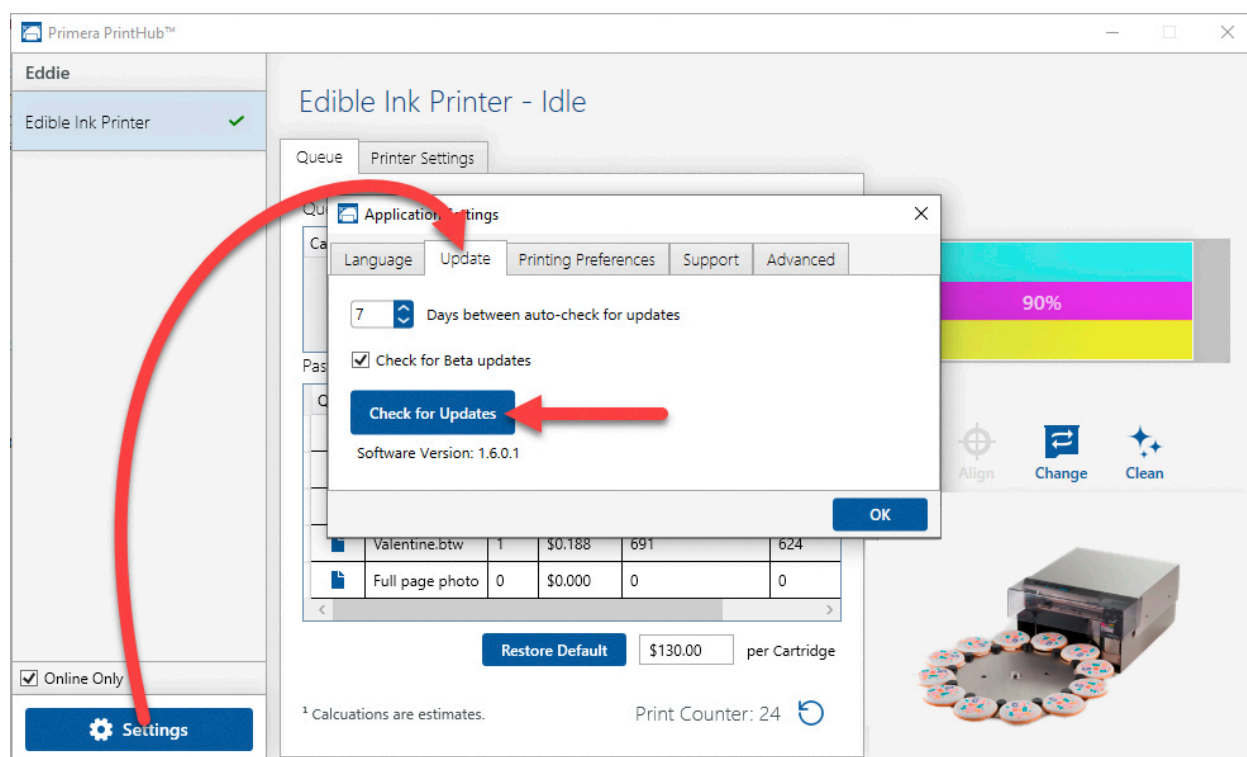 Primera PrintHub™
Eddie
Edible Ink Printer
Edible Ink Printer - Idle
Queue Printer Settings
Application Settings
Language Update Printing Preferences Support Advanced
7 Days between auto-check for updates
Check for Beta updates
Check for Updates
Software Version: 1.6.0.1
OK
90%
Align Change Clean
Valentine.btw 1 $0.188 691 624
Full page photo 0 $0.000 0 0
Restore Default $130.00 per Cartridge
Online Only
Settings
¹ Calcuations are estimates. Print Counter: 24